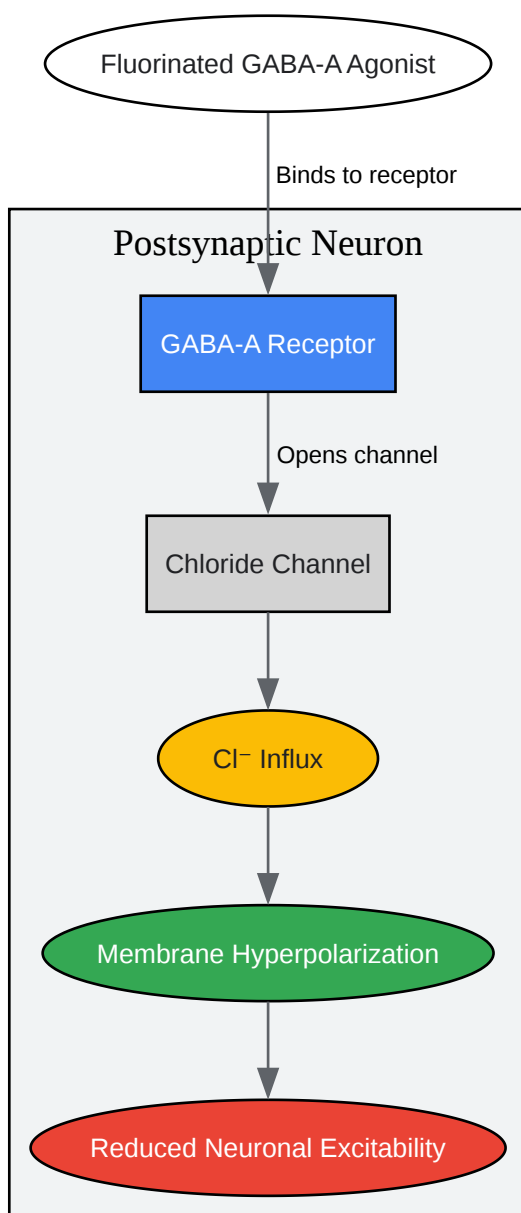 Fluorinated GABA-A Agonist
Binds to receptor
Postsynaptic Neuron
GABA-A Receptor
Opens channel
Chloride Channel
Cl⁻ Influx
Membrane Hyperpolarization
Reduced Neuronal Excitability